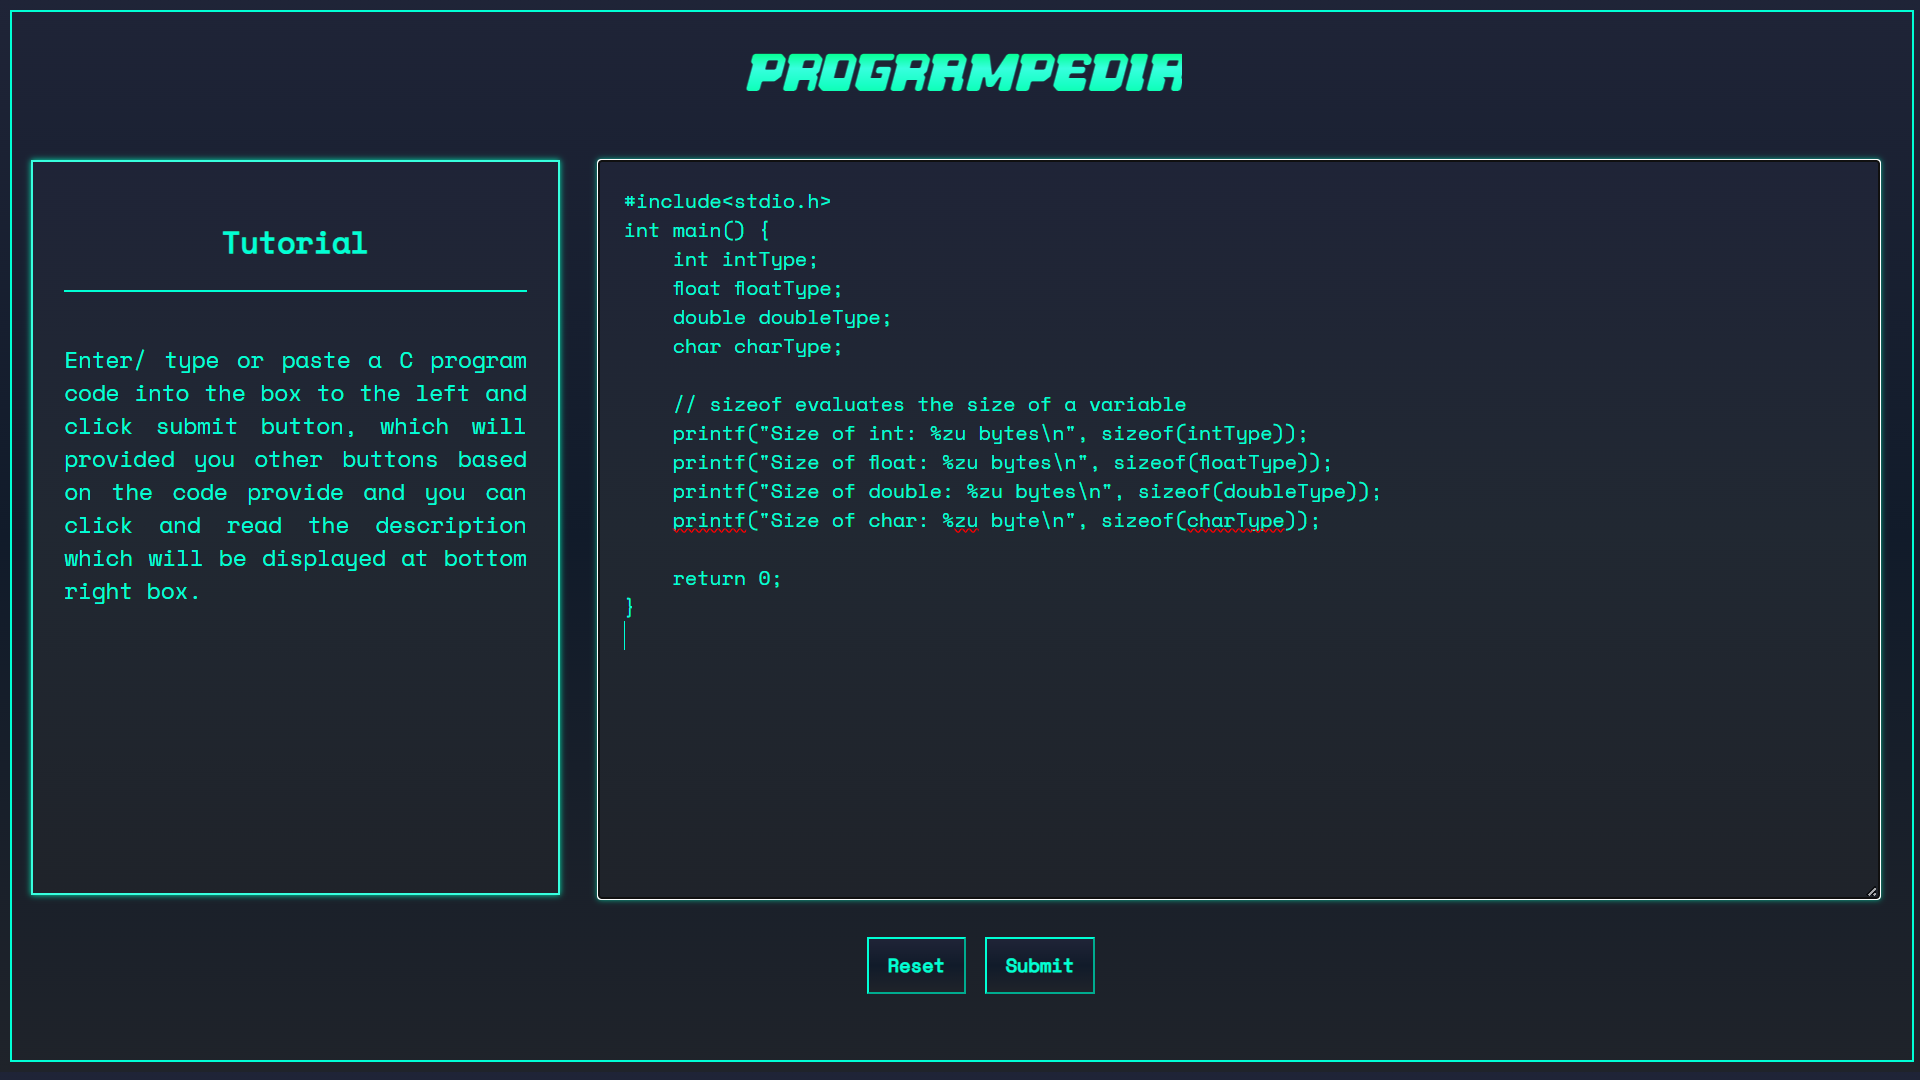 PROGRAMPEDIA
Tutorial
Enter/ type or paste a C program
code into the box to the left and
click submit button, which will
provided you other buttons based
on the code provide and you can
click and read the description
which will be displayed at bottom
right box.
#include<stdio.h>
int main() {
    int intType;
    float floatType;
    double doubleType;
    char charType;
    // sizeof evaluates the size of a variable
    printf("Size of int: %zu bytes\n", sizeof(intType));
    printf("Size of float: %zu bytes\n", sizeof(floatType));
    printf("Size of double: %zu bytes\n", sizeof(doubleType));
    printf("Size of char: %zu byte\n", sizeof(charType));
    return 0;
}
Reset Submit